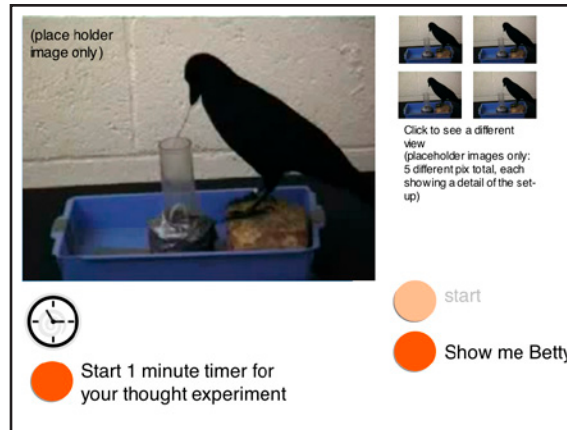 (place holder
image only)
Click to see a different
view
(placeholder images only:
5 different pix total, each
showing a detail of the set-
up)
start
Show me Betty
Start 1 minute timer for
your thought experiment